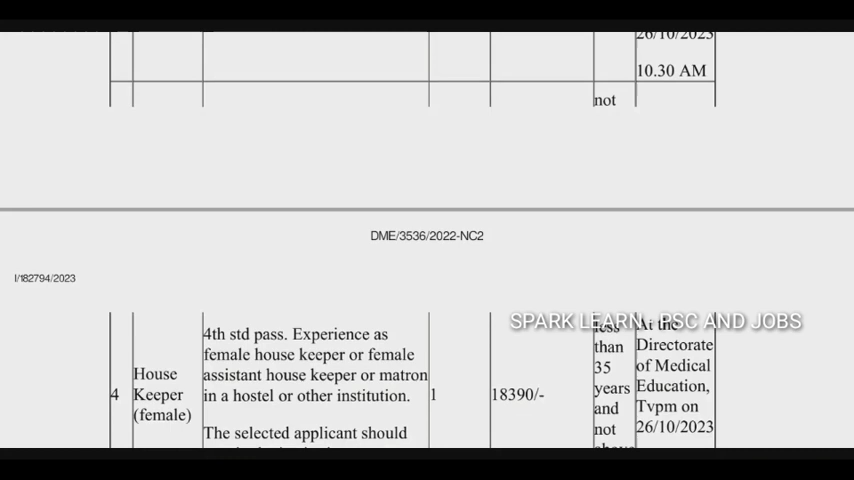 26/10/2023
10.30 AM
not
DME/3536/2022-NC2
I/182794/2023
SPARK LEARN, PSC AND JOBS
4
House
Keeper
(female)
4th std pass. Experience as
female house keeper or female
assistant house keeper or matron
in a hostel or other institution.
The selected applicant should
1
18390/-
less
than
35
years
and
not
At the
Directorate
of Medical
Education,
Tvpm on
26/10/2023